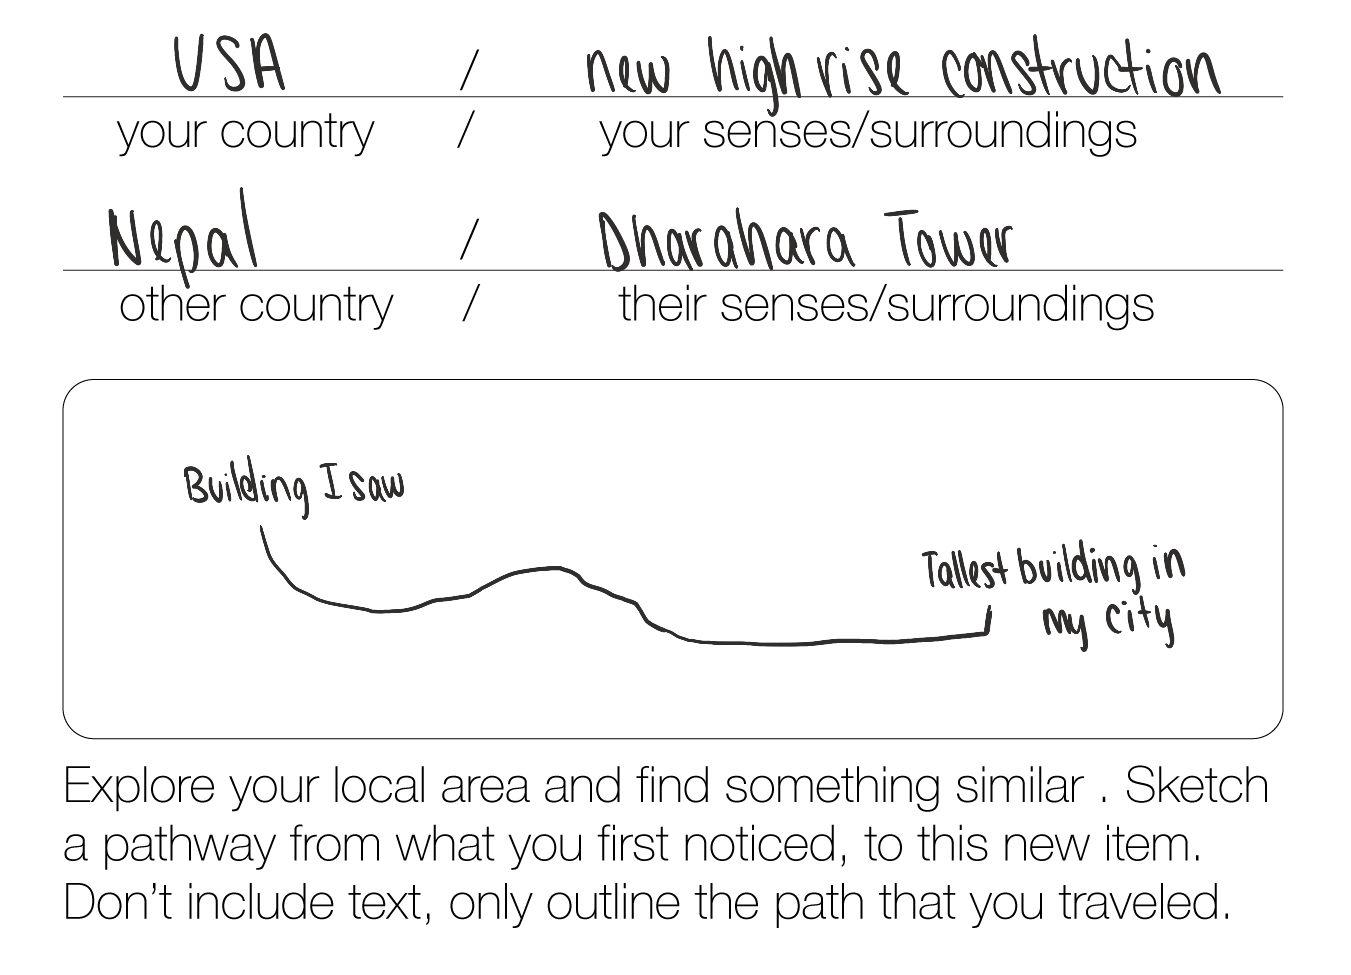 USA / new high rise construction
your country / your senses/surroundings
Nepal / Dharahara Tower
other country / their senses/surroundings
Building I saw
Tallest building in
my city
Explore your local area and find something similar . Sketch
a pathway from what you first noticed, to this new item.
Don’t include text, only outline the path that you traveled.